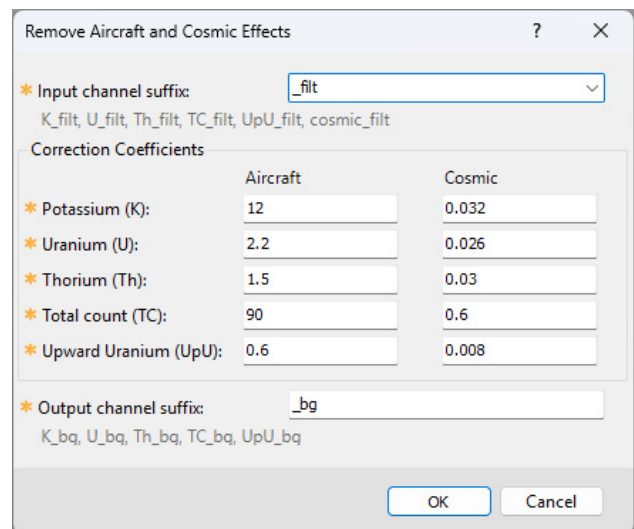 Remove Aircraft and Cosmic Effects ? ×
* Input channel suffix: _filt
K_filt, U_filt, Th_filt, TC_filt, UpU_filt, cosmic_filt
Correction Coefficients
Aircraft Cosmic
* Potassium (K): 12 0.032
* Uranium (U): 2.2 0.026
* Thorium (Th): 1.5 0.03
* Total count (TC): 90 0.6
* Upward Uranium (UpU): 0.6 0.008
* Output channel suffix: _bg
K_bg, U_bg, Th_bg, TC_bg, UpU_bg
OK Cancel